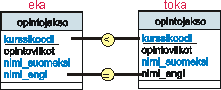 eka
toka
opintojakso
opintojakso
kurssikoodi
<
kurssikoodi
opintoviikot
opintoviikot
nimi_suomeksi
nimi_suomeksi
nimi_engl
=
nimi_engl